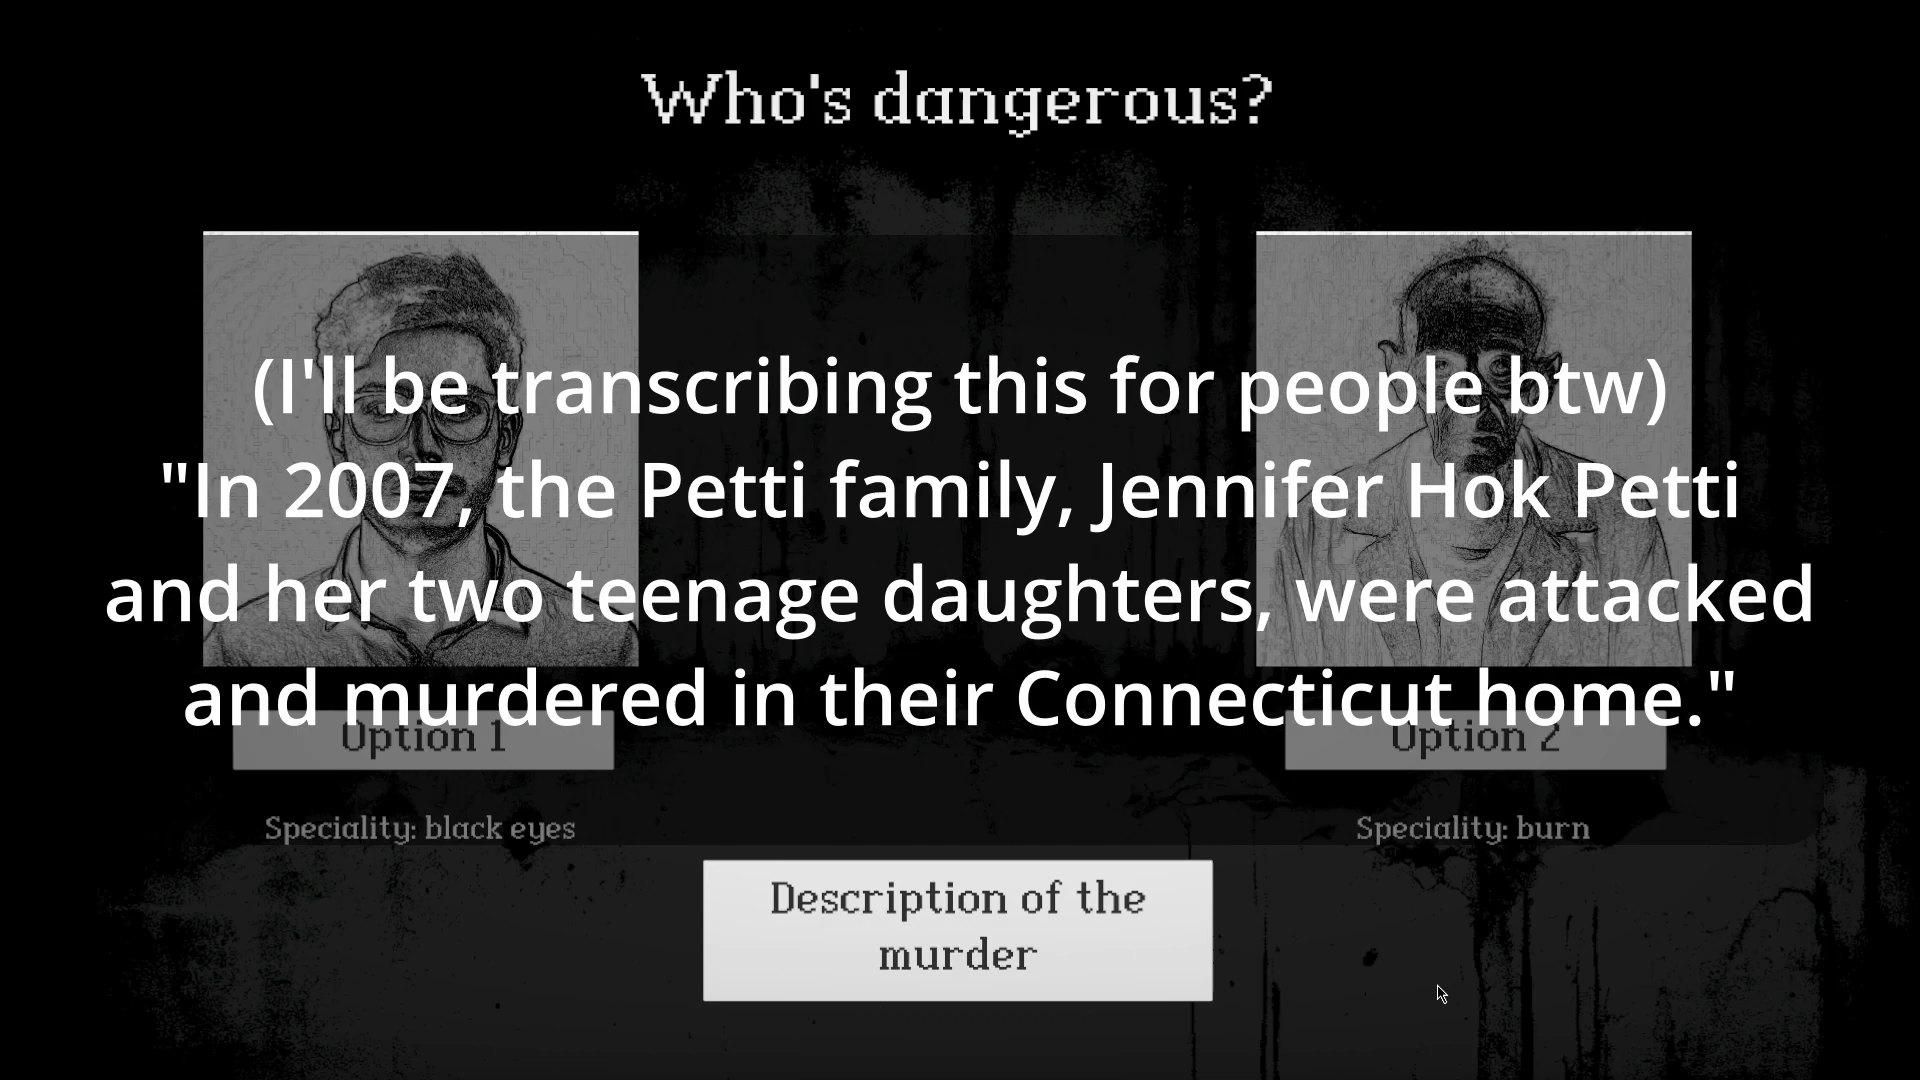 Who's dangerous?
(I'll be transcribing this for people btw)
"In 2007, the Petti family, Jennifer Hok Petti
and her two teenage daughters, were attacked
and murdered in their Connecticut home."
Option 1
Option 2
Speciality: black eyes
Speciality: burn
Description of the
murder